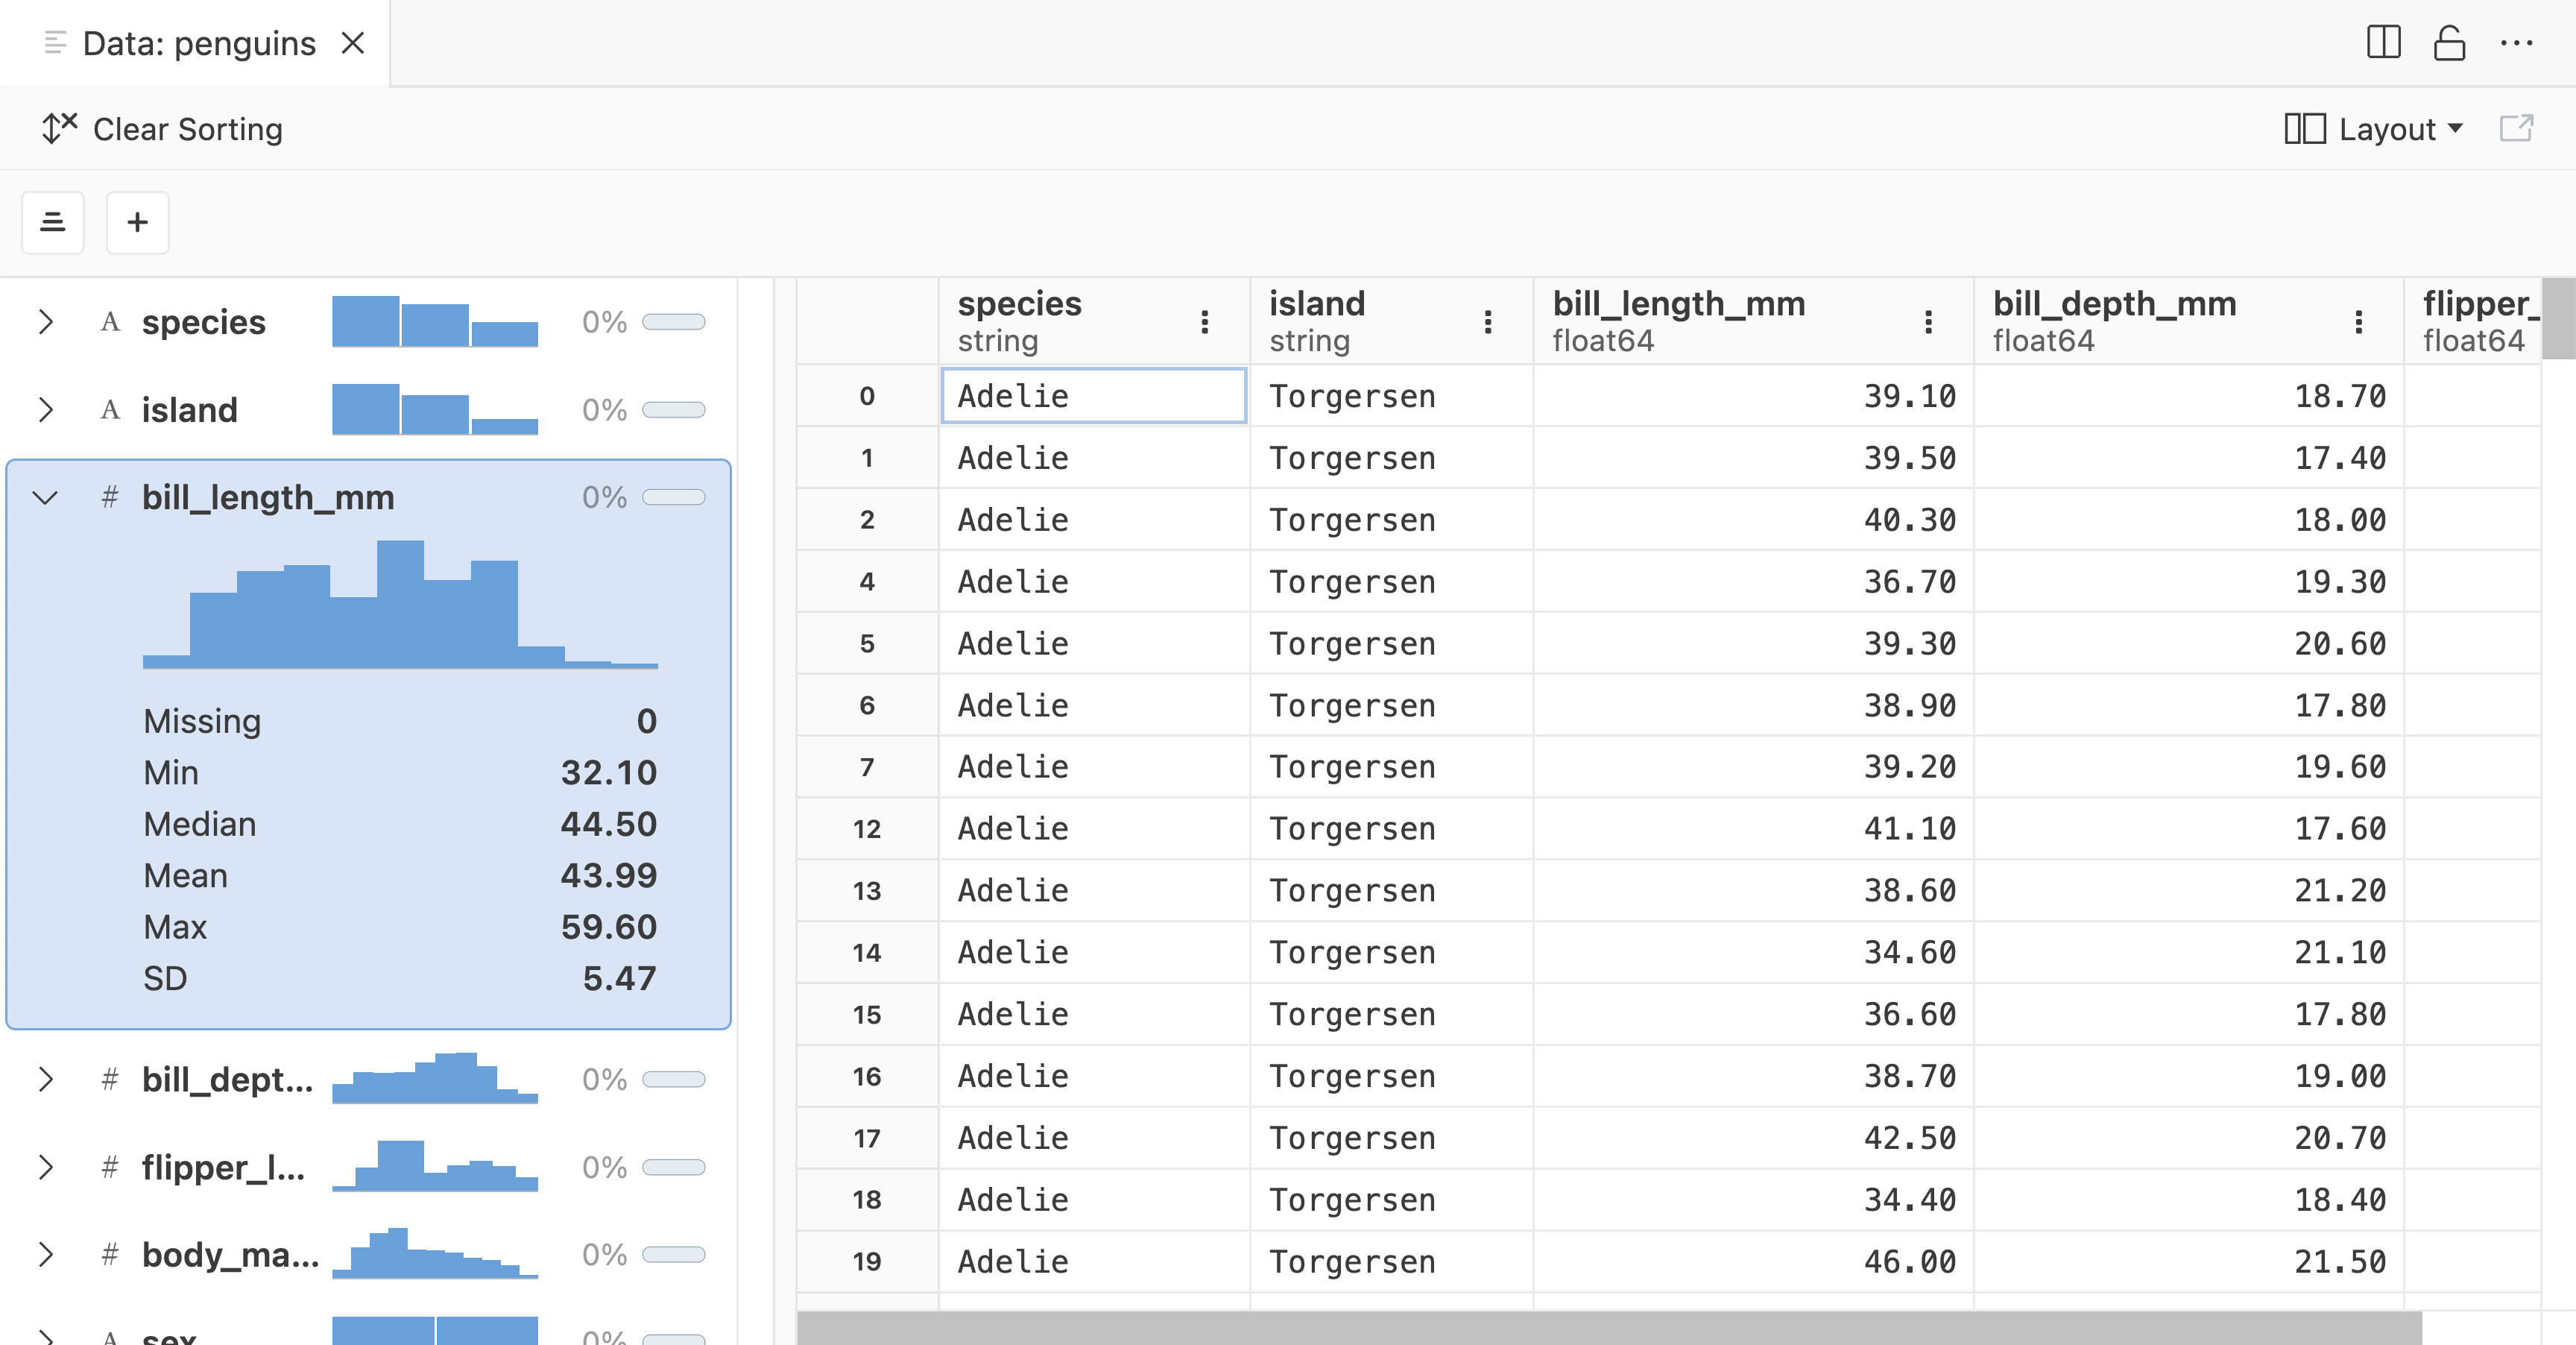 Data: penguins
Clear Sorting
Layout
A species 0%
A island 0%
# bill_length_mm 0%
Missing 0
Min 32.10
Median 44.50
Mean 43.99
Max 59.60
SD 5.47
# bill_dept... 0%
# flipper_l... 0%
# body_ma... 0%
A sex 0%
species island bill_length_mm bill_depth_mm flipper_
string string float64 float64 float64
0 Adelie Torgersen 39.10 18.70
1 Adelie Torgersen 39.50 17.40
2 Adelie Torgersen 40.30 18.00
4 Adelie Torgersen 36.70 19.30
5 Adelie Torgersen 39.30 20.60
6 Adelie Torgersen 38.90 17.80
7 Adelie Torgersen 39.20 19.60
12 Adelie Torgersen 41.10 17.60
13 Adelie Torgersen 38.60 21.20
14 Adelie Torgersen 34.60 21.10
15 Adelie Torgersen 36.60 17.80
16 Adelie Torgersen 38.70 19.00
17 Adelie Torgersen 42.50 20.70
18 Adelie Torgersen 34.40 18.40
19 Adelie Torgersen 46.00 21.50